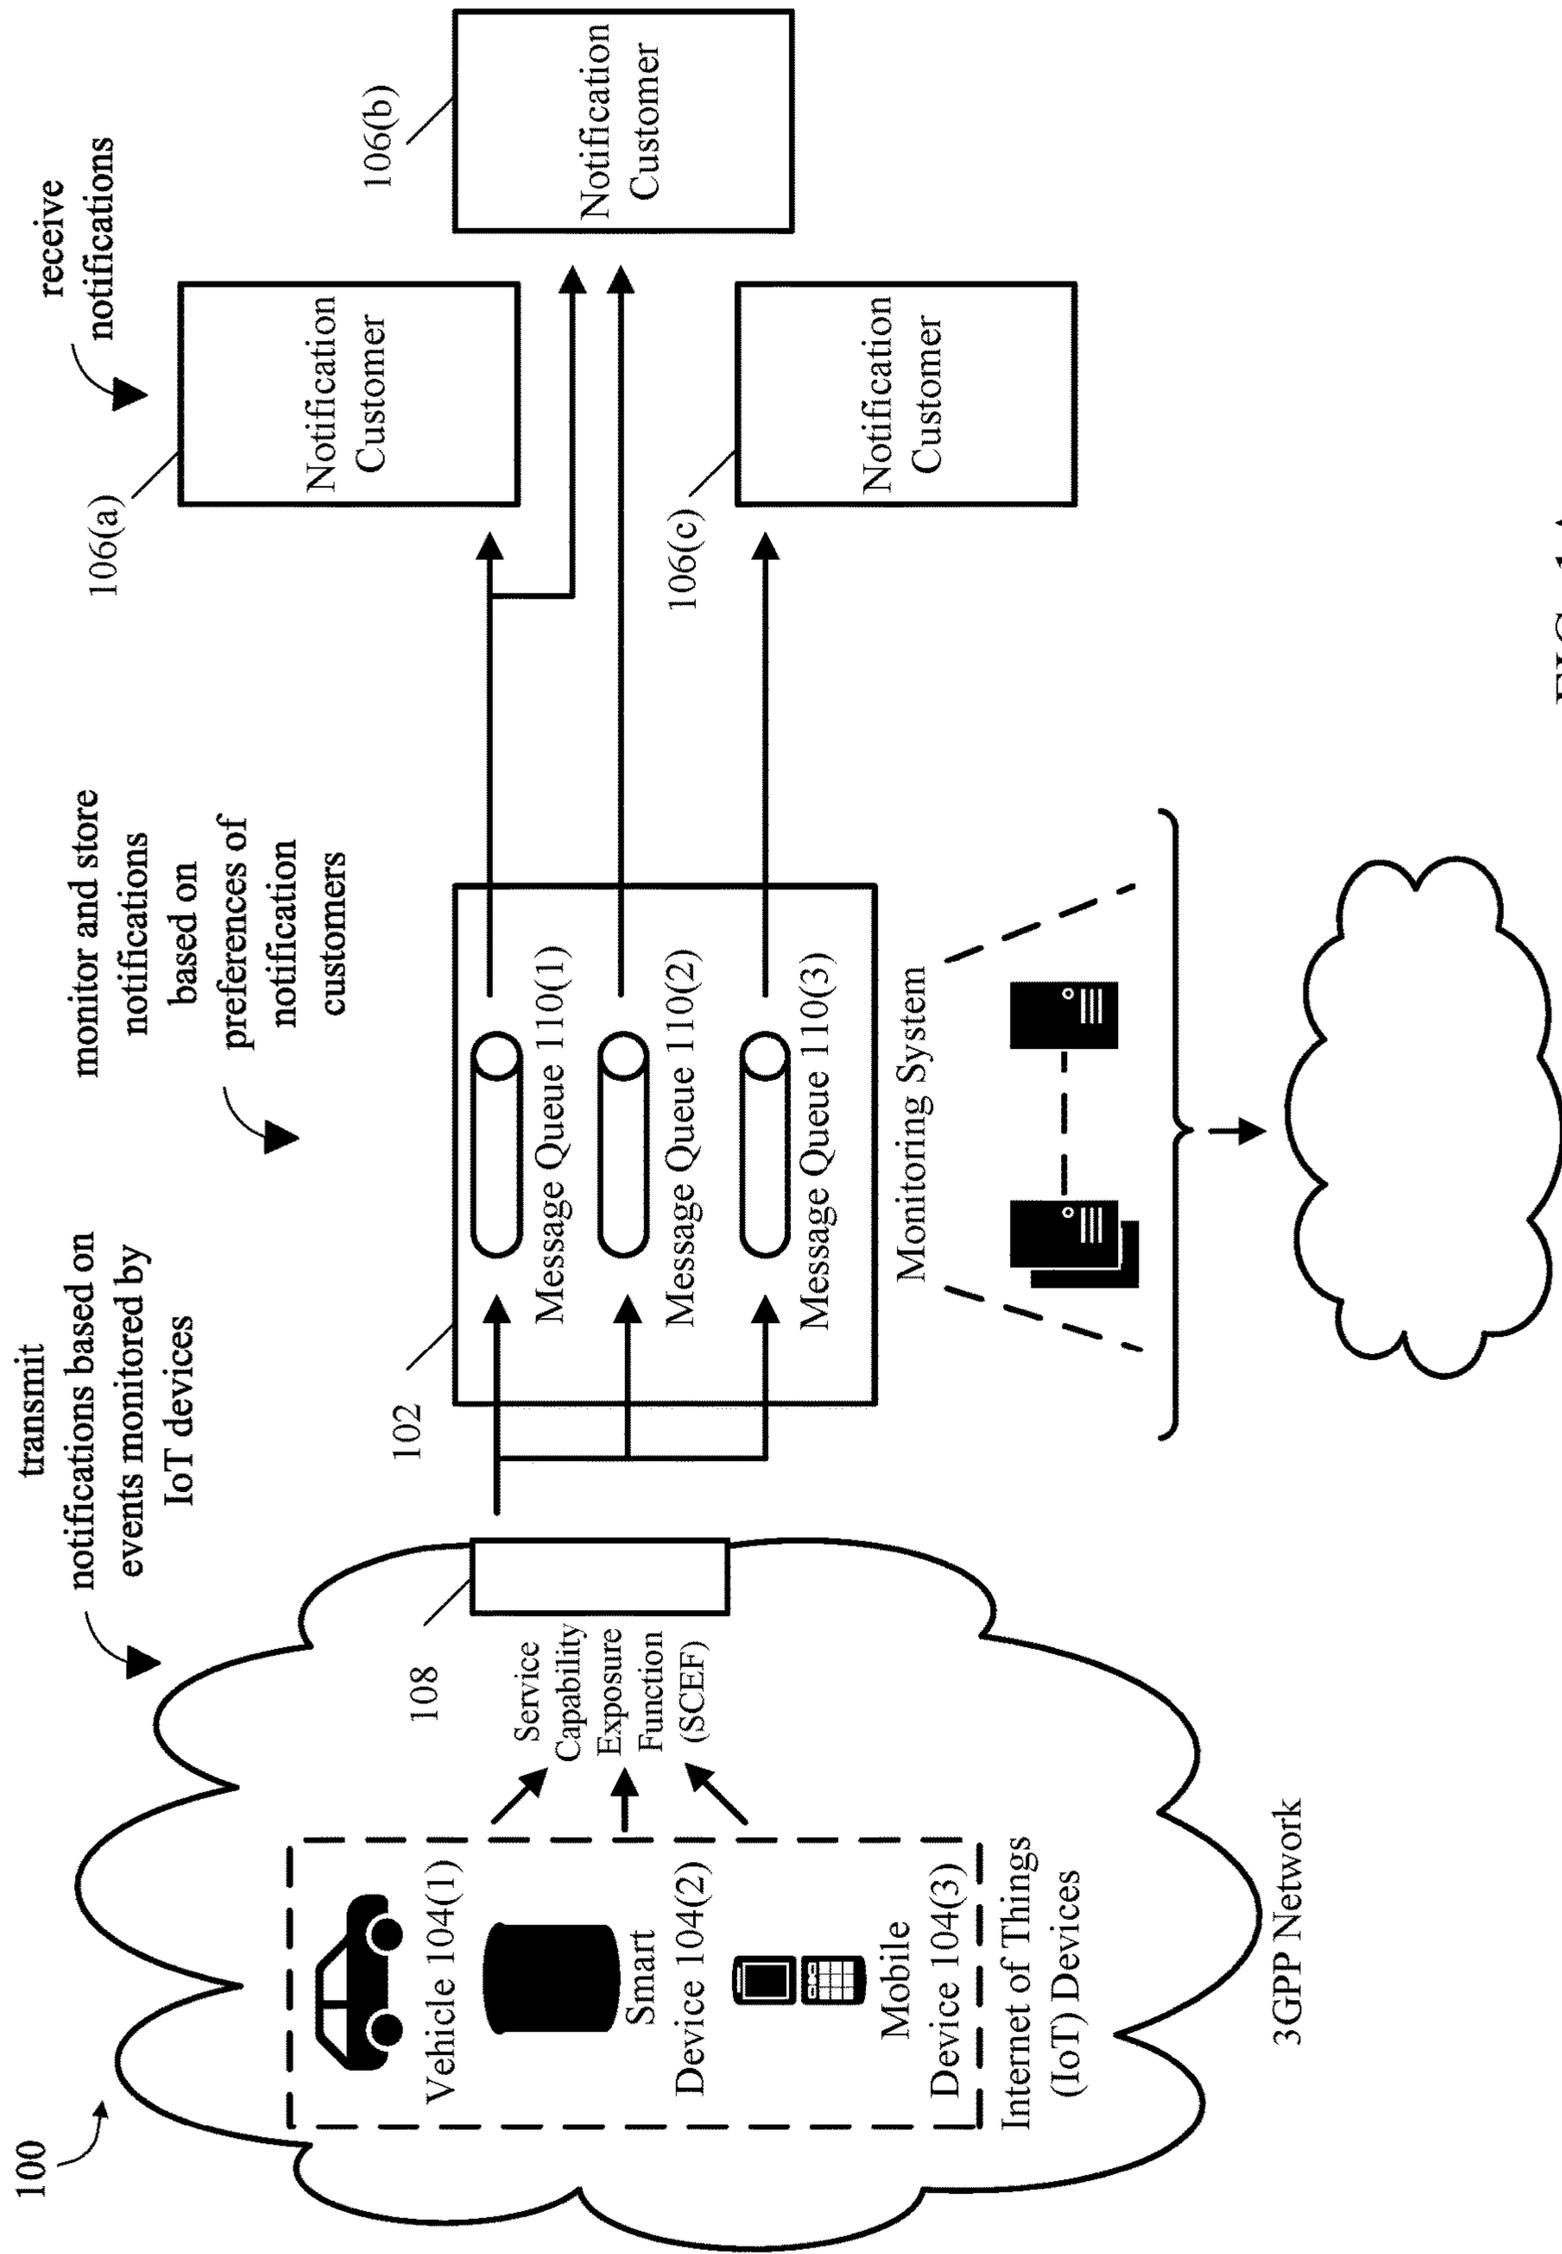 100
transmit
notifications based on
events monitored by
IoT devices
monitor and store
notifications
based on
preferences of
notification
customers
receive
notifications
Vehicle 104(1)
Smart
Device 104(2)
Mobile
Device 104(3)
Internet of Things
(IoT) Devices
3GPP Network
108
Service
Capability
Exposure
Function
(SCEF)
102
Message Queue 110(1)
Message Queue 110(2)
Message Queue 110(3)
Monitoring System
106(a)
Notification
Customer
106(b)
Notification
Customer
106(c)
Notification
Customer